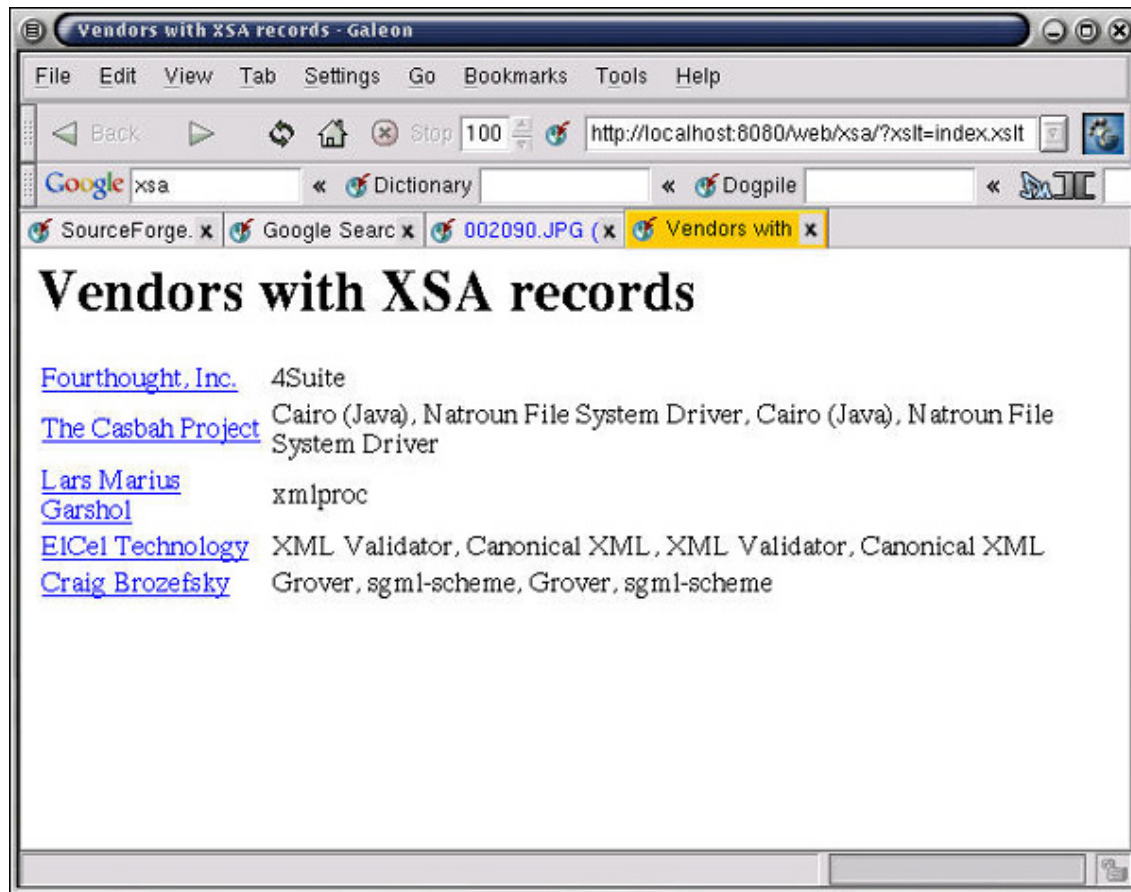 Vendors with XSA records - Galeon
File Edit View Tab Settings Go Bookmarks Tools Help
Back Stop 100 http://localhost:8080/web/xsa/?xslt=index.xslt
Google xsa « Dictionary « Dogpile «
SourceForge. x Google Searc x 002090.JPG ( x Vendors with x
Vendors with XSA records
Fourthought, Inc. 4Suite
The Casbah Project Cairo (Java), Natroun File System Driver, Cairo (Java), Natroun File
System Driver
Lars Marius
Garshol xmlproc
ElCel Technology XML Validator, Canonical XML, XML Validator, Canonical XML
Craig Brozefsky Grover, sgml-scheme, Grover, sgml-scheme